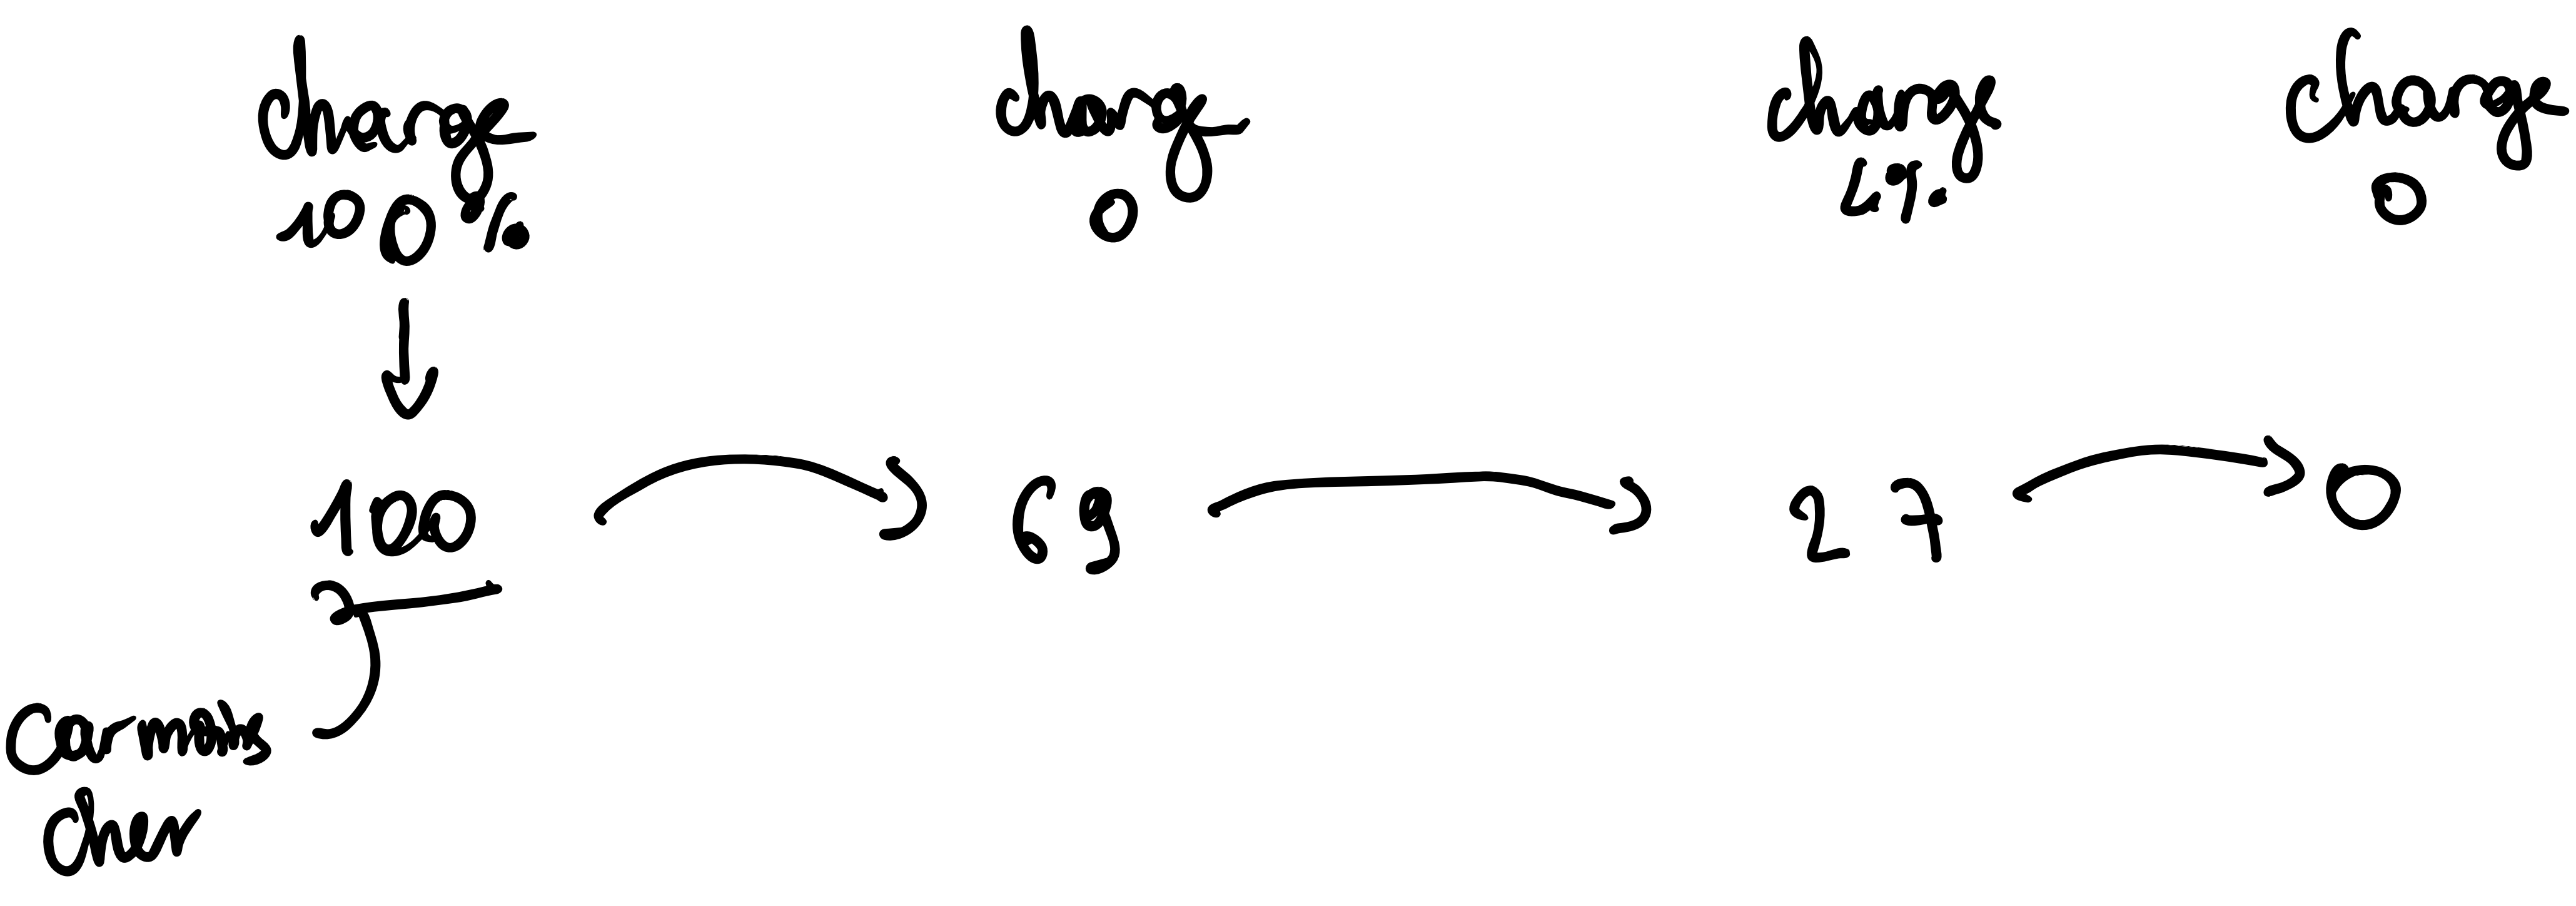 charge charge charge charge
100% 0 4% 0
100 69 27 0
Car moins
cher